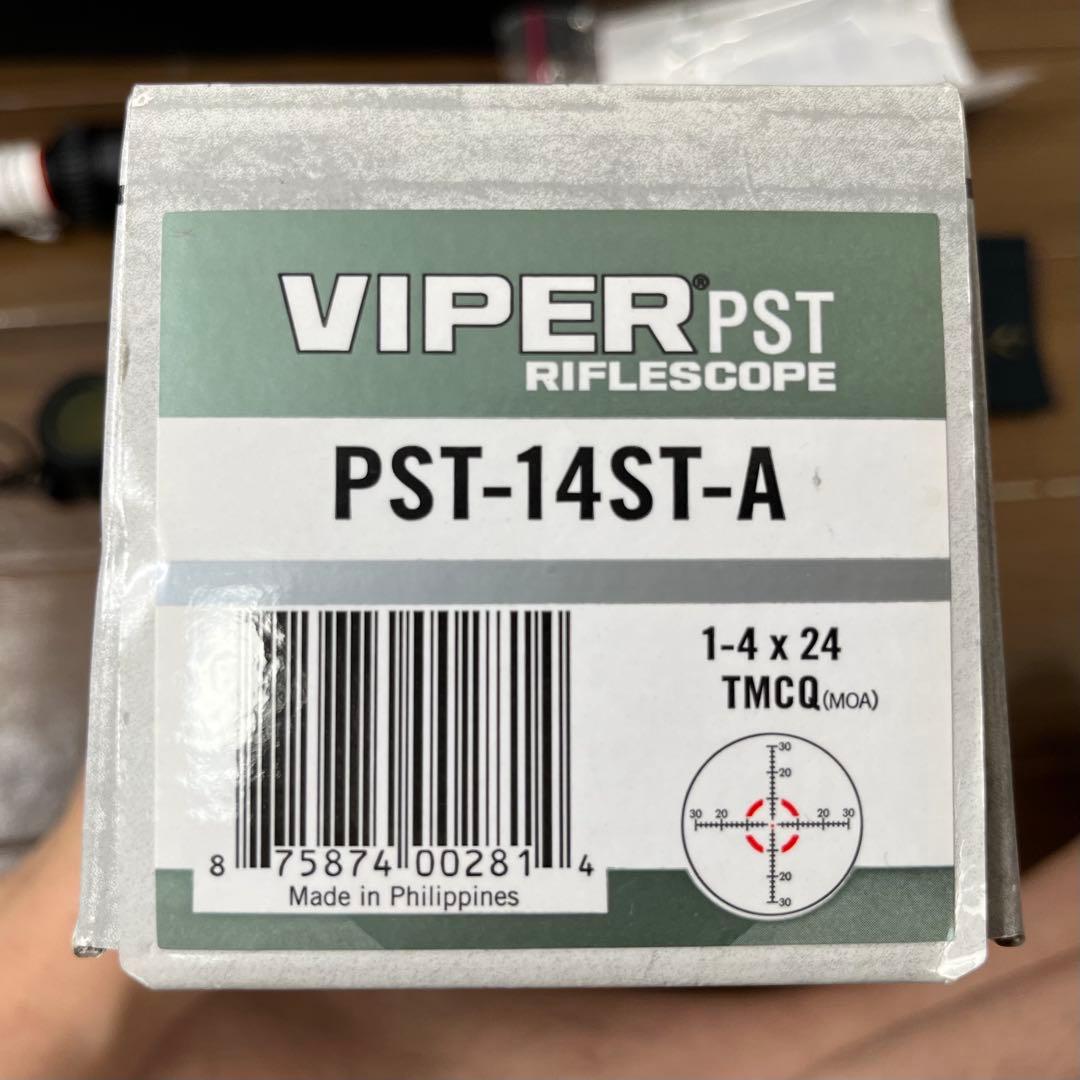 VIPER® PST
RIFLESCOPE
PST-14ST-A
1-4 x 24
TMCQ(MOA)
30
20
30 20 20 30
20
30
8 75874 00281 4
Made in Philippines